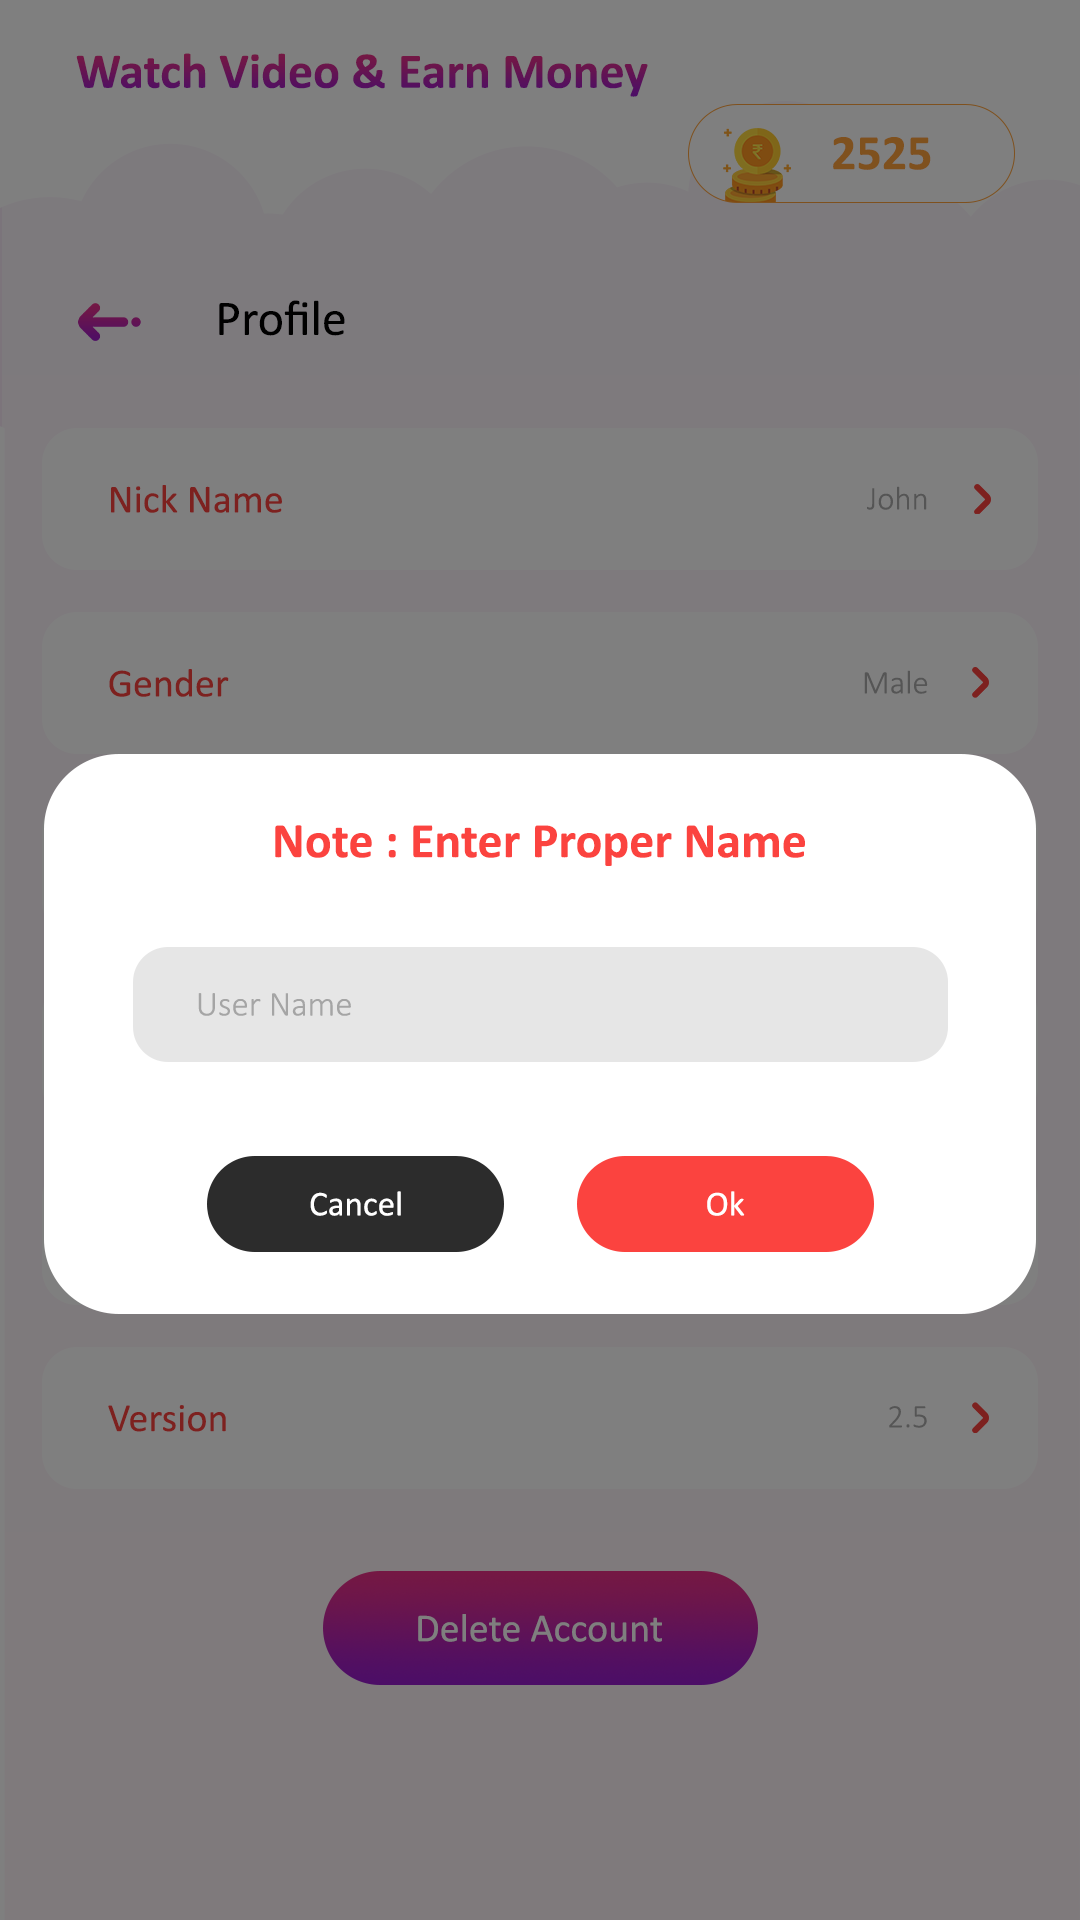 Watch Video & Earn Money
2525
Profile
Nick Name John
Gender Male
Note : Enter Proper Name
User Name
Cancel Ok
Version 2.5
Delete Account